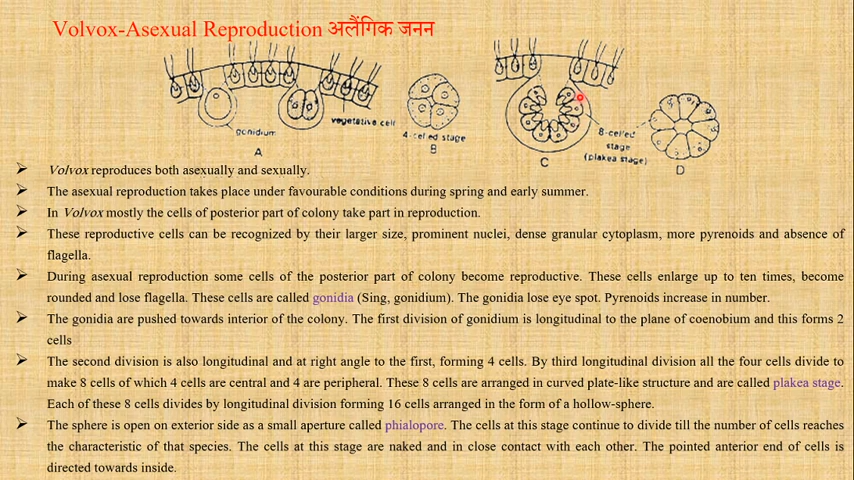 Volvox-Asexual Reproduction अलैंगिक जनन
gonidium
vegetative cell
A
4-celled stage
B
C
8-celled
stage
(plakea stage)
D
➢ Volvox reproduces both asexually and sexually.
➢ The asexual reproduction takes place under favourable conditions during spring and early summer.
➢ In Volvox mostly the cells of posterior part of colony take part in reproduction.
➢ These reproductive cells can be recognized by their larger size, prominent nuclei, dense granular cytoplasm, more pyrenoids and absence of
flagella.
➢ During asexual reproduction some cells of the posterior part of colony become reproductive. These cells enlarge up to ten times, become
rounded and lose flagella. These cells are called gonidia (Sing, gonidium). The gonidia lose eye spot. Pyrenoids increase in number.
➢ The gonidia are pushed towards interior of the colony. The first division of gonidium is longitudinal to the plane of coenobium and this forms 2
cells
➢ The second division is also longitudinal and at right angle to the first, forming 4 cells. By third longitudinal division all the four cells divide to
make 8 cells of which 4 cells are central and 4 are peripheral. These 8 cells are arranged in curved plate-like structure and are called plakea stage.
Each of these 8 cells divides by longitudinal division forming 16 cells arranged in the form of a hollow-sphere.
➢ The sphere is open on exterior side as a small aperture called phialopore. The cells at this stage continue to divide till the number of cells reaches
the characteristic of that species. The cells at this stage are naked and in close contact with each other. The pointed anterior end of cells is
directed towards inside.